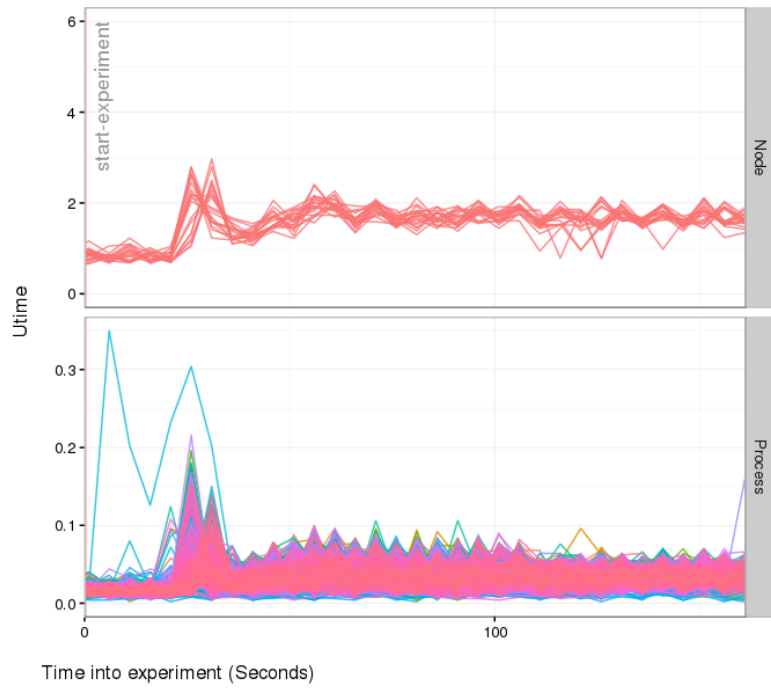 6
4
2
0
start-experiment
Node
Utime
0.3
0.2
0.1
0.0
Process
0
100
Time into experiment (Seconds)